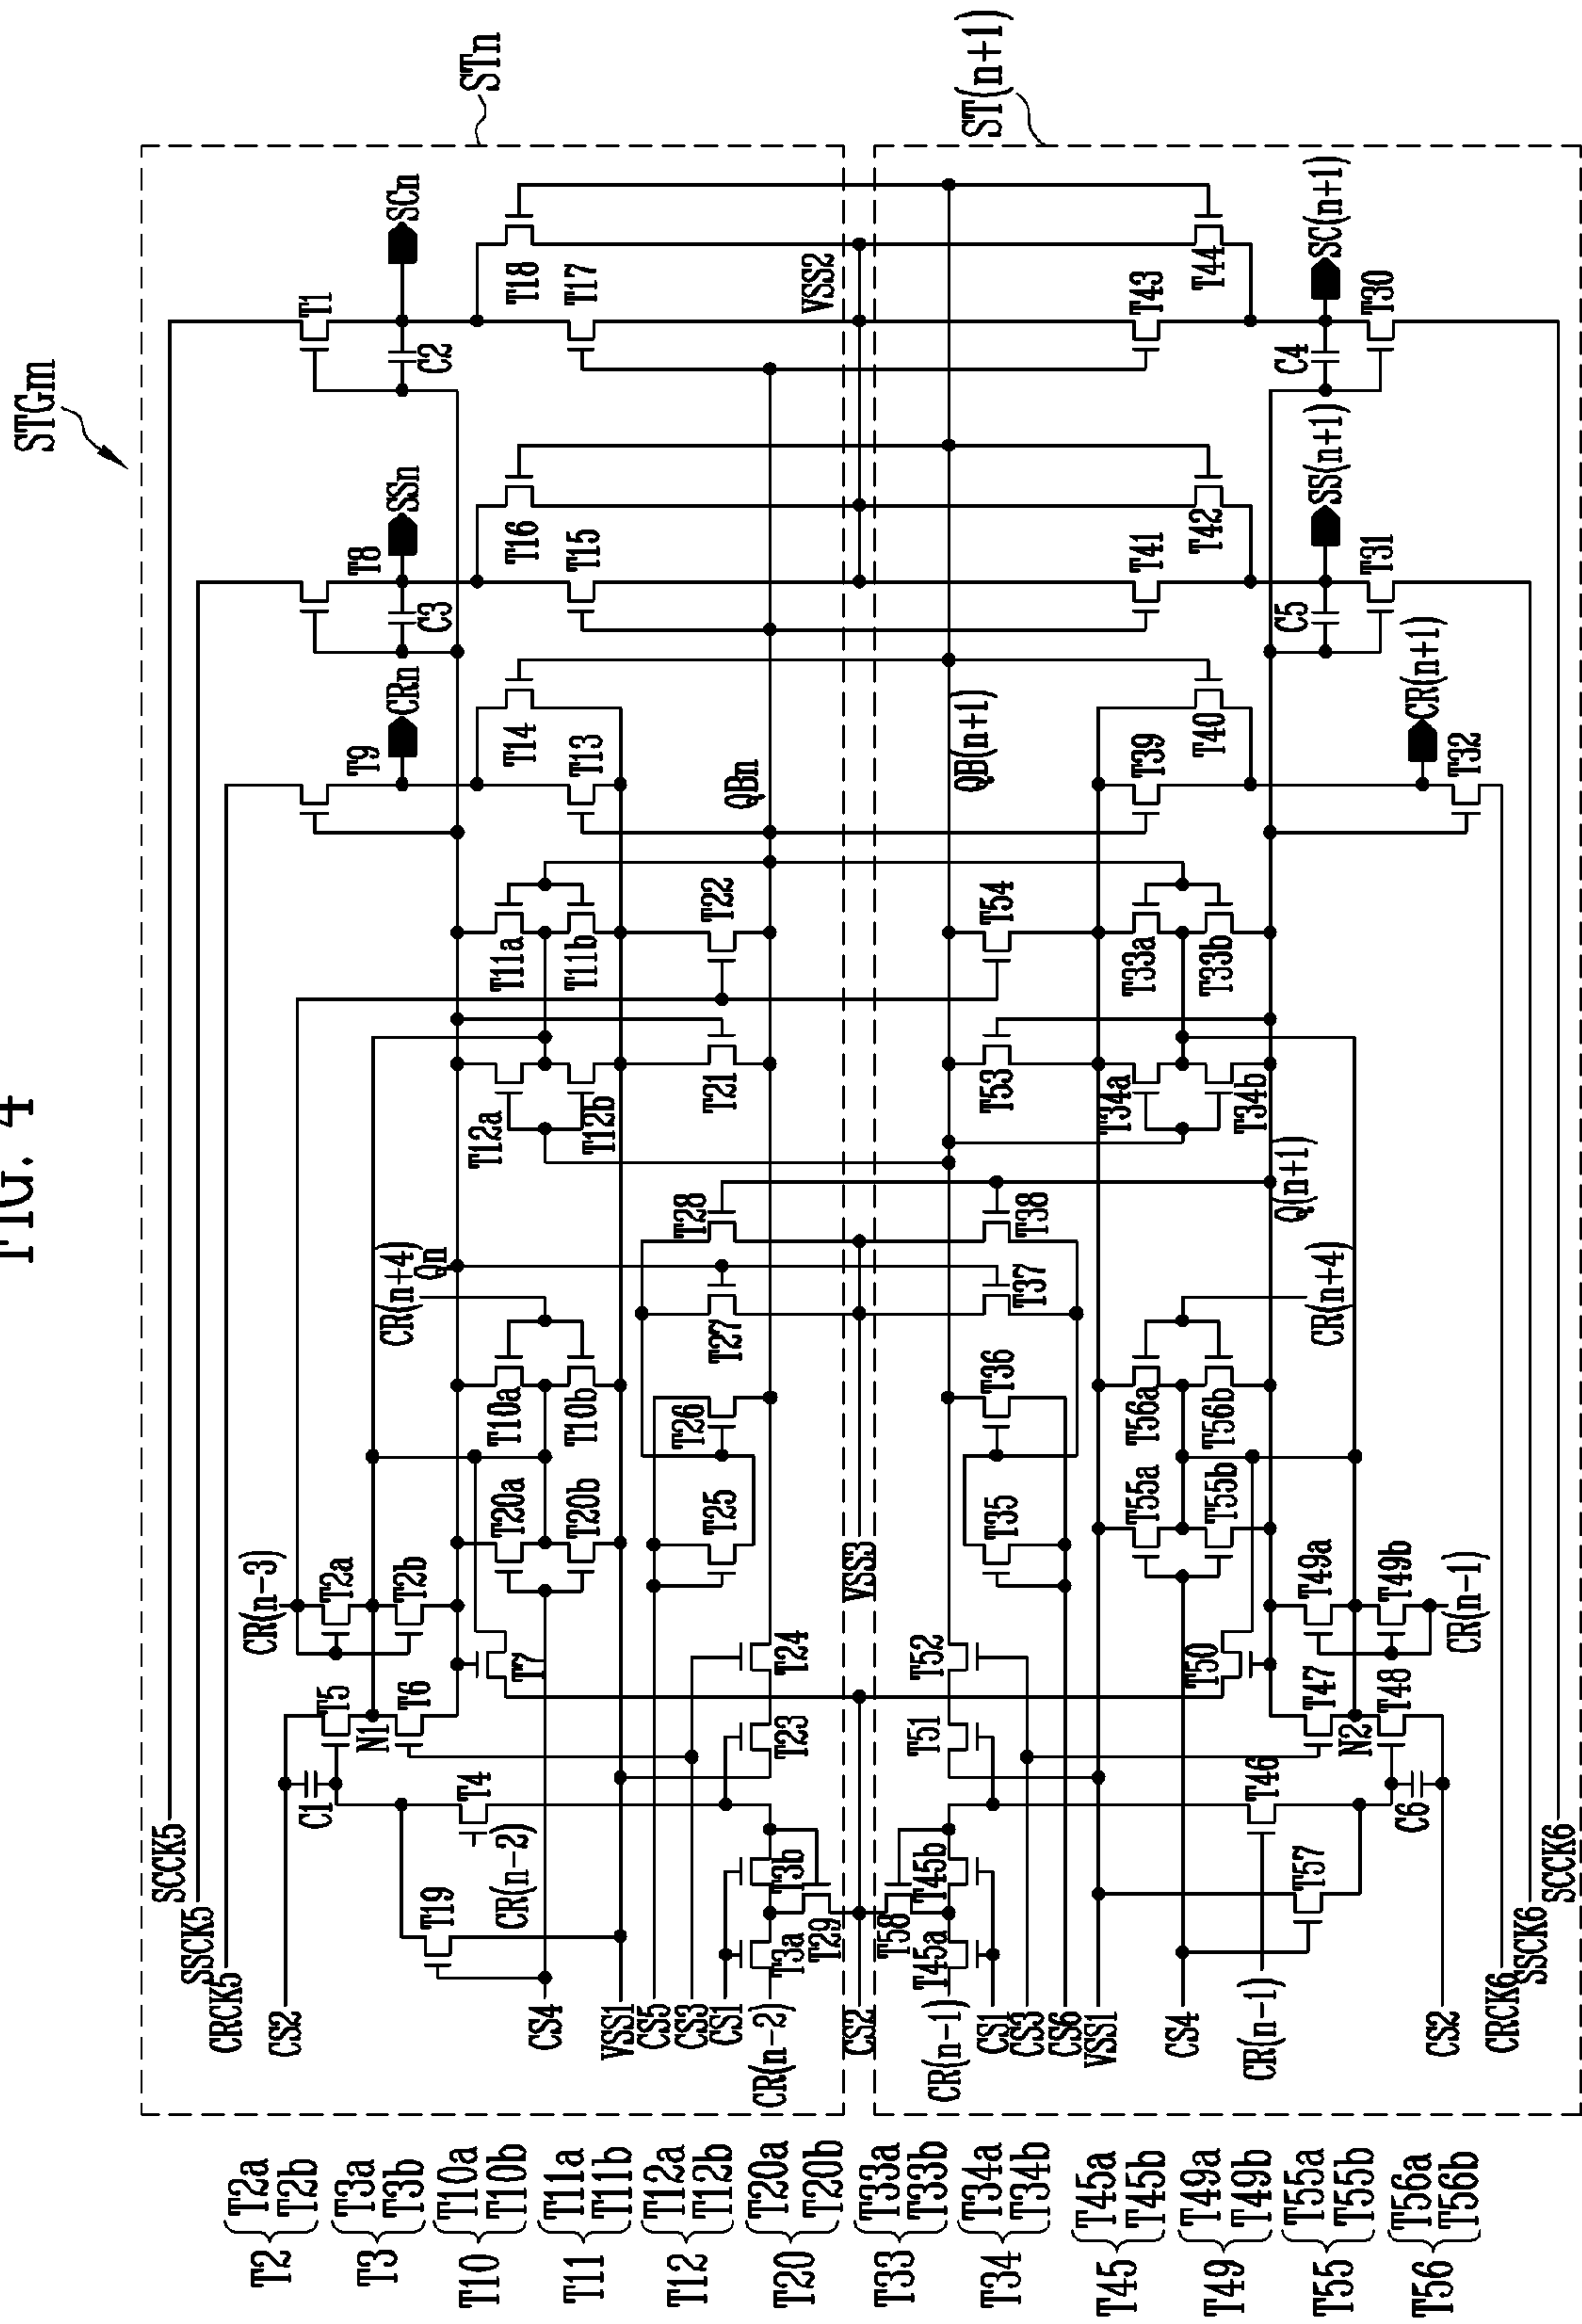 FIG. 4
STGm
STn
ST(n+1)
SCCK5
SSCK5
CRCK5
CS2
CS4
VSS1
CS5
CS3
CS1
CR(n-2)
CS2
CR(n-1)
CS1
CS3
CS6
VSS1
CS4
CR(n-1)
CS2
CRCK6
SSCK6
SCCK6
C1
T19
T4
CR(n-2)
T5
N1
T6
CR(n-3)
T2a
T2b
T7
T20a
T20b
T10a
T10b
CR(n+4)
Qn
T12a
T12b
T11a
T11b
T9
CRn
T14
T13
T8
SSn
C3
T16
T15
T1
SCn
C2
T18
T17
T3a
T3b
T29
T23
T24
T25
T26
T27
T28
T21
T22
QBn
VSS3
VSS2
T58
T45a
T45b
T51
T52
T35
T36
T37
T38
T53
T54
QB(n+1)
T57
T46
C6
T50
T47
N2
T48
T49a
T49b
CR(n-1)
T55a
T55b
T56a
T56b
CR(n+4)
Q(n+1)
T34a
T34b
T33a
T33b
T39
T40
CR(n+1)
T32
T41
T42
C5
SS(n+1)
T31
T43
T44
C4
SC(n+1)
T30
T2 { T2a
T2b
T3 { T3a
T3b
T10 { T10a
T10b
T11 { T11a
T11b
T12 { T12a
T12b
T20 { T20a
T20b
T33 { T33a
T33b
T34 { T34a
T34b
T45 { T45a
T45b
T49 { T49a
T49b
T55 { T55a
T55b
T56 { T56a
T56b